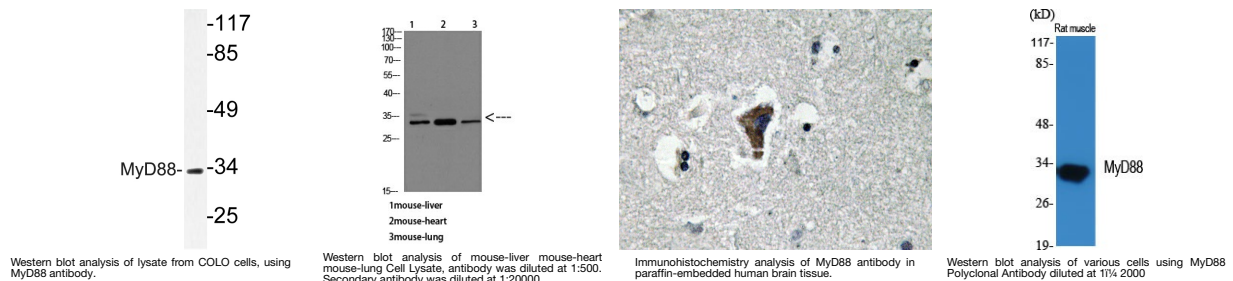 -117
-85
-49
MyD88-
-34
-25
Western blot analysis of lysate from COLO cells, using
MyD88 antibody.
1 2 3
170
130
100
70
55
40
35
25
15
<---
1mouse-liver
2mouse-heart
3mouse-lung
Western blot analysis of mouse-liver mouse-heart
mouse-lung Cell Lysate, antibody was diluted at 1:500.
Secondary antibody was diluted at 1:20000
Immunohistochemistry analysis of MyD88 antibody in
paraffin-embedded human brain tissue.
(kD)
Rat muscle
117-
85-
48-
34-
MyD88
26-
19-
Western blot analysis of various cells using MyD88
Polyclonal Antibody diluted at 1ï¼ 2000